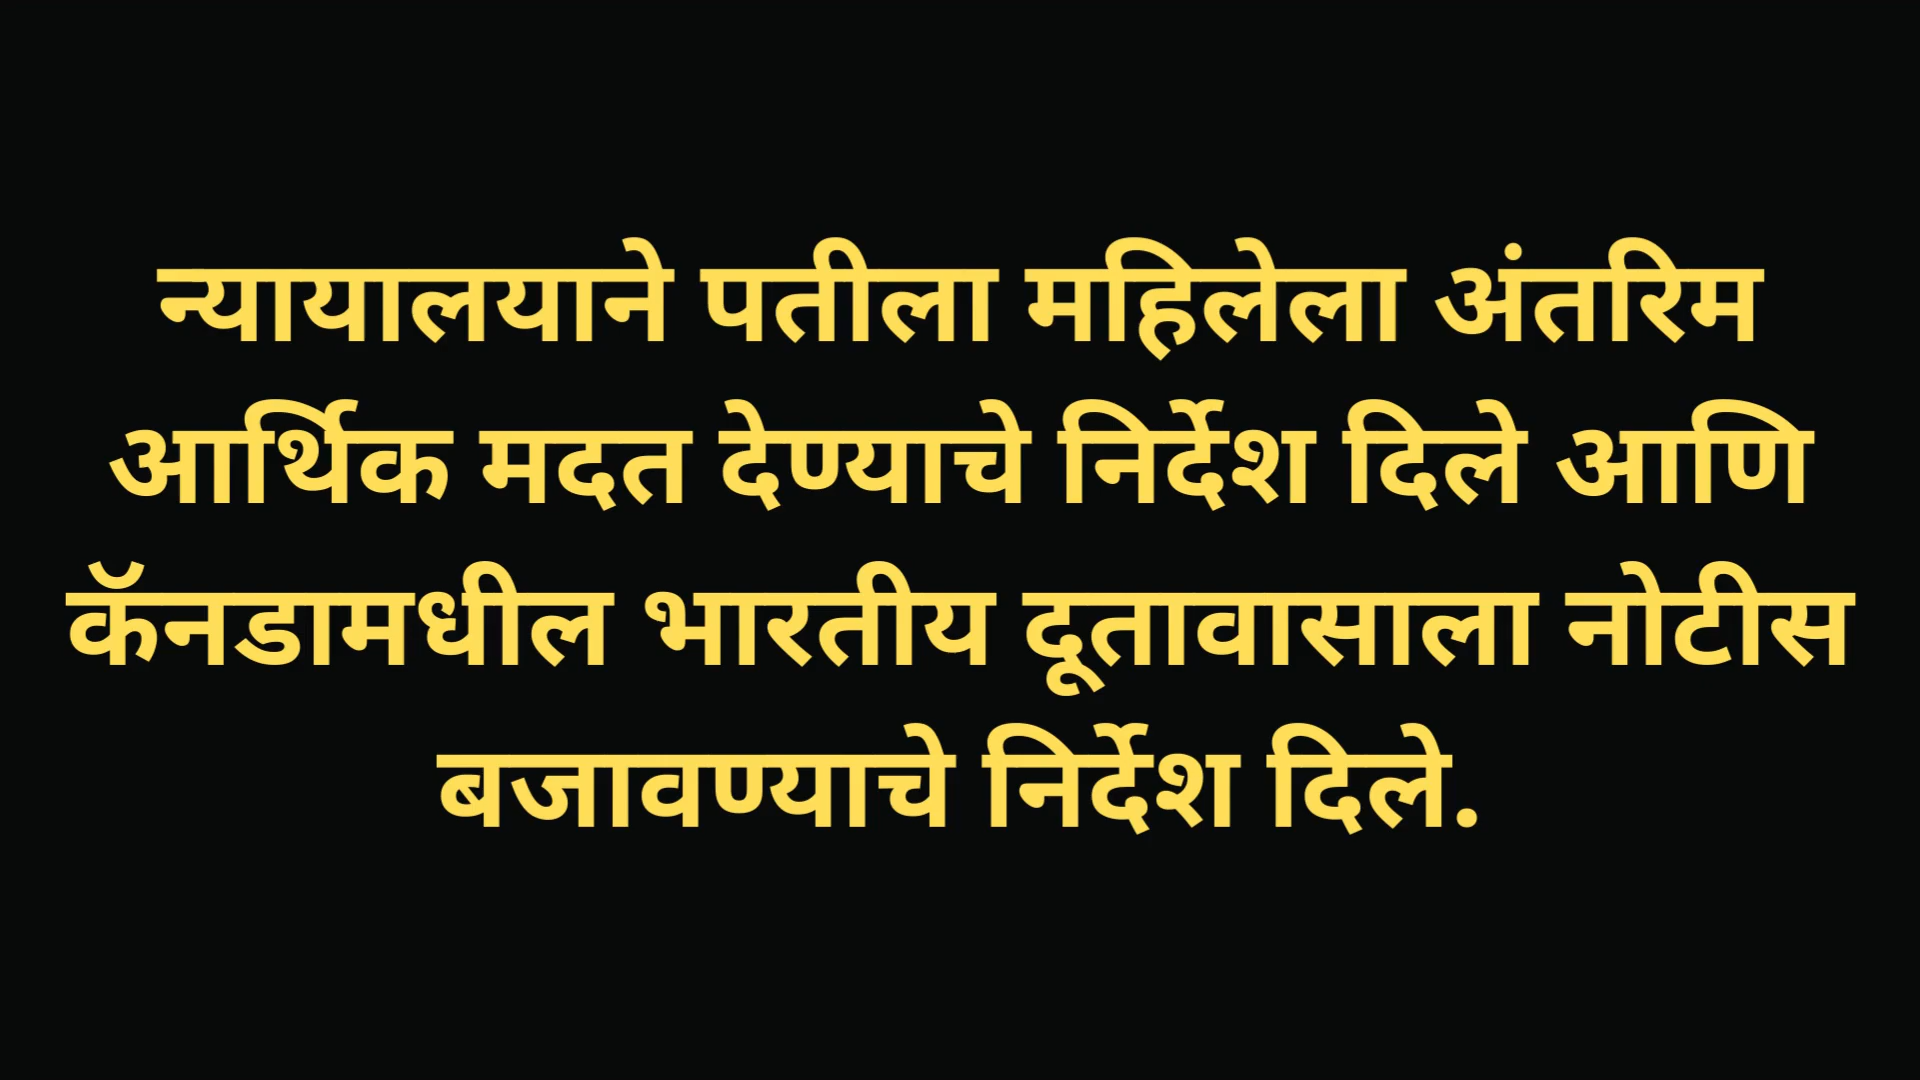 न्यायालयाने पतीला महिलेला अंतरिम
आर्थिक मदत देण्याचे निर्देश दिले आणि
कॅनडामधील भारतीय दूतावासाला नोटीस
बजावण्याचे निर्देश दिले.